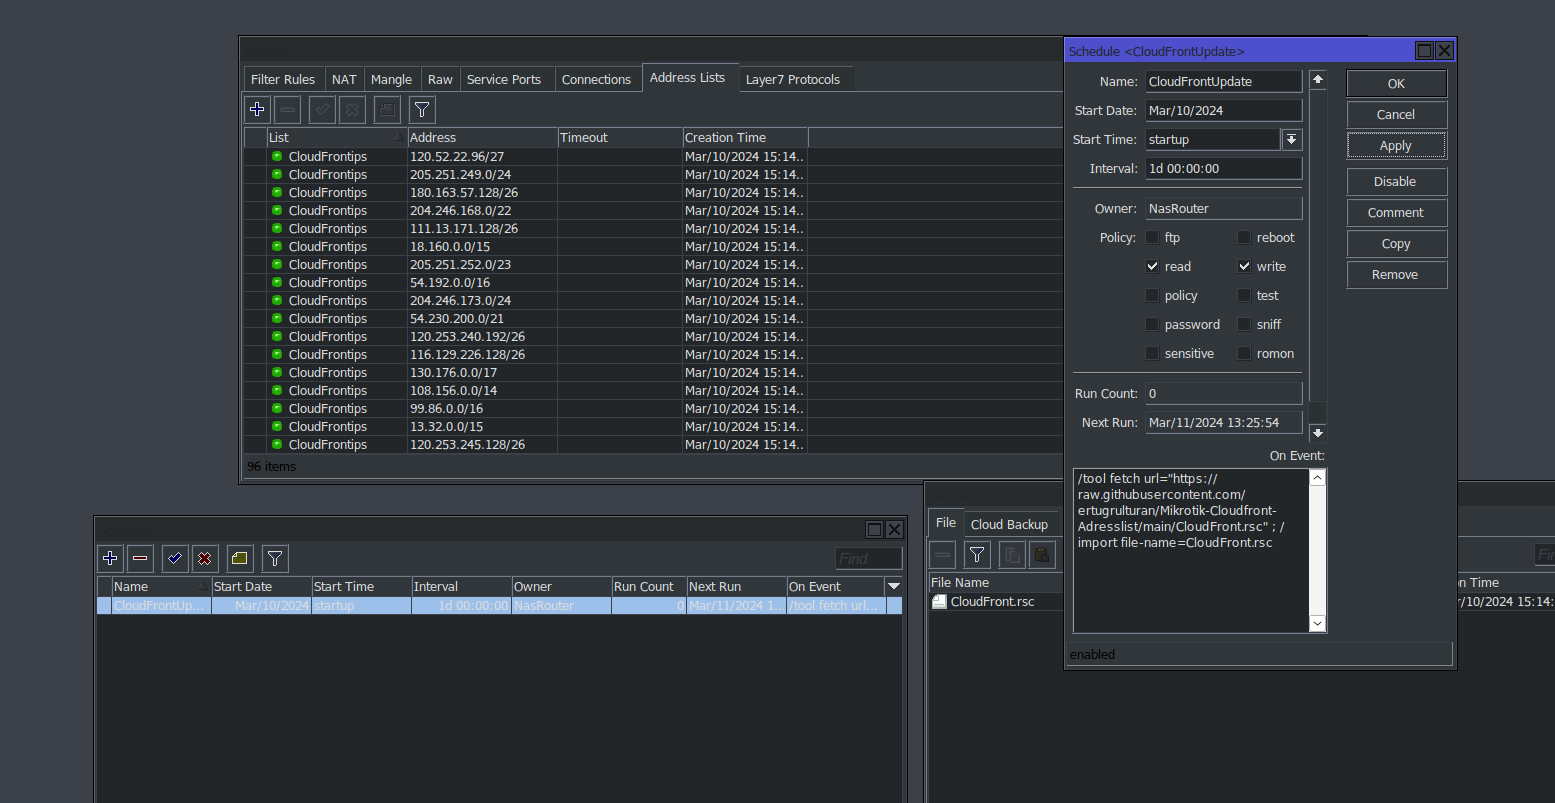 Filter Rules NAT Mangle Raw Service Ports Connections Address Lists Layer7 Protocols
List Address Timeout Creation Time
CloudFrontips 120.52.22.96/27 Mar/10/2024 15:14..
CloudFrontips 205.251.249.0/24 Mar/10/2024 15:14..
CloudFrontips 180.163.57.128/26 Mar/10/2024 15:14..
CloudFrontips 204.246.168.0/22 Mar/10/2024 15:14..
CloudFrontips 111.13.171.128/26 Mar/10/2024 15:14..
CloudFrontips 18.160.0.0/15 Mar/10/2024 15:14..
CloudFrontips 205.251.252.0/23 Mar/10/2024 15:14..
CloudFrontips 54.192.0.0/16 Mar/10/2024 15:14..
CloudFrontips 204.246.173.0/24 Mar/10/2024 15:14..
CloudFrontips 54.230.200.0/21 Mar/10/2024 15:14..
CloudFrontips 120.253.240.192/26 Mar/10/2024 15:14..
CloudFrontips 116.129.226.128/26 Mar/10/2024 15:14..
CloudFrontips 130.176.0.0/17 Mar/10/2024 15:14..
CloudFrontips 108.156.0.0/14 Mar/10/2024 15:14..
CloudFrontips 99.86.0.0/16 Mar/10/2024 15:14..
CloudFrontips 13.32.0.0/15 Mar/10/2024 15:14..
CloudFrontips 120.253.245.128/26 Mar/10/2024 15:14..
96 items
Schedule <CloudFrontUpdate>
Name: CloudFrontUpdate
Start Date: Mar/10/2024
Start Time: startup
Interval: 1d 00:00:00
Owner: NasRouter
Policy: ftp reboot
read write
policy test
password sniff
sensitive romon
Run Count: 0
Next Run: Mar/11/2024 13:25:54
On Event:
/tool fetch url="https://
raw.githubusercontent.com/
ertugrulturan/Mikrotik-Cloudfront-
Adresslist/main/CloudFront.rsc" ; /
import file-name=CloudFront.rsc
enabled
OK
Cancel
Apply
Disable
Comment
Copy
Remove
Find
Name Start Date Start Time Interval Owner Run Count Next Run On Event
CloudFrontUp... Mar/10/2024 startup 1d 00:00:00 NasRouter 0 Mar/11/2024 1... /tool fetch url...
File Cloud Backup
Fin
File Name on Time
CloudFront.rsc r/10/2024 15:14: